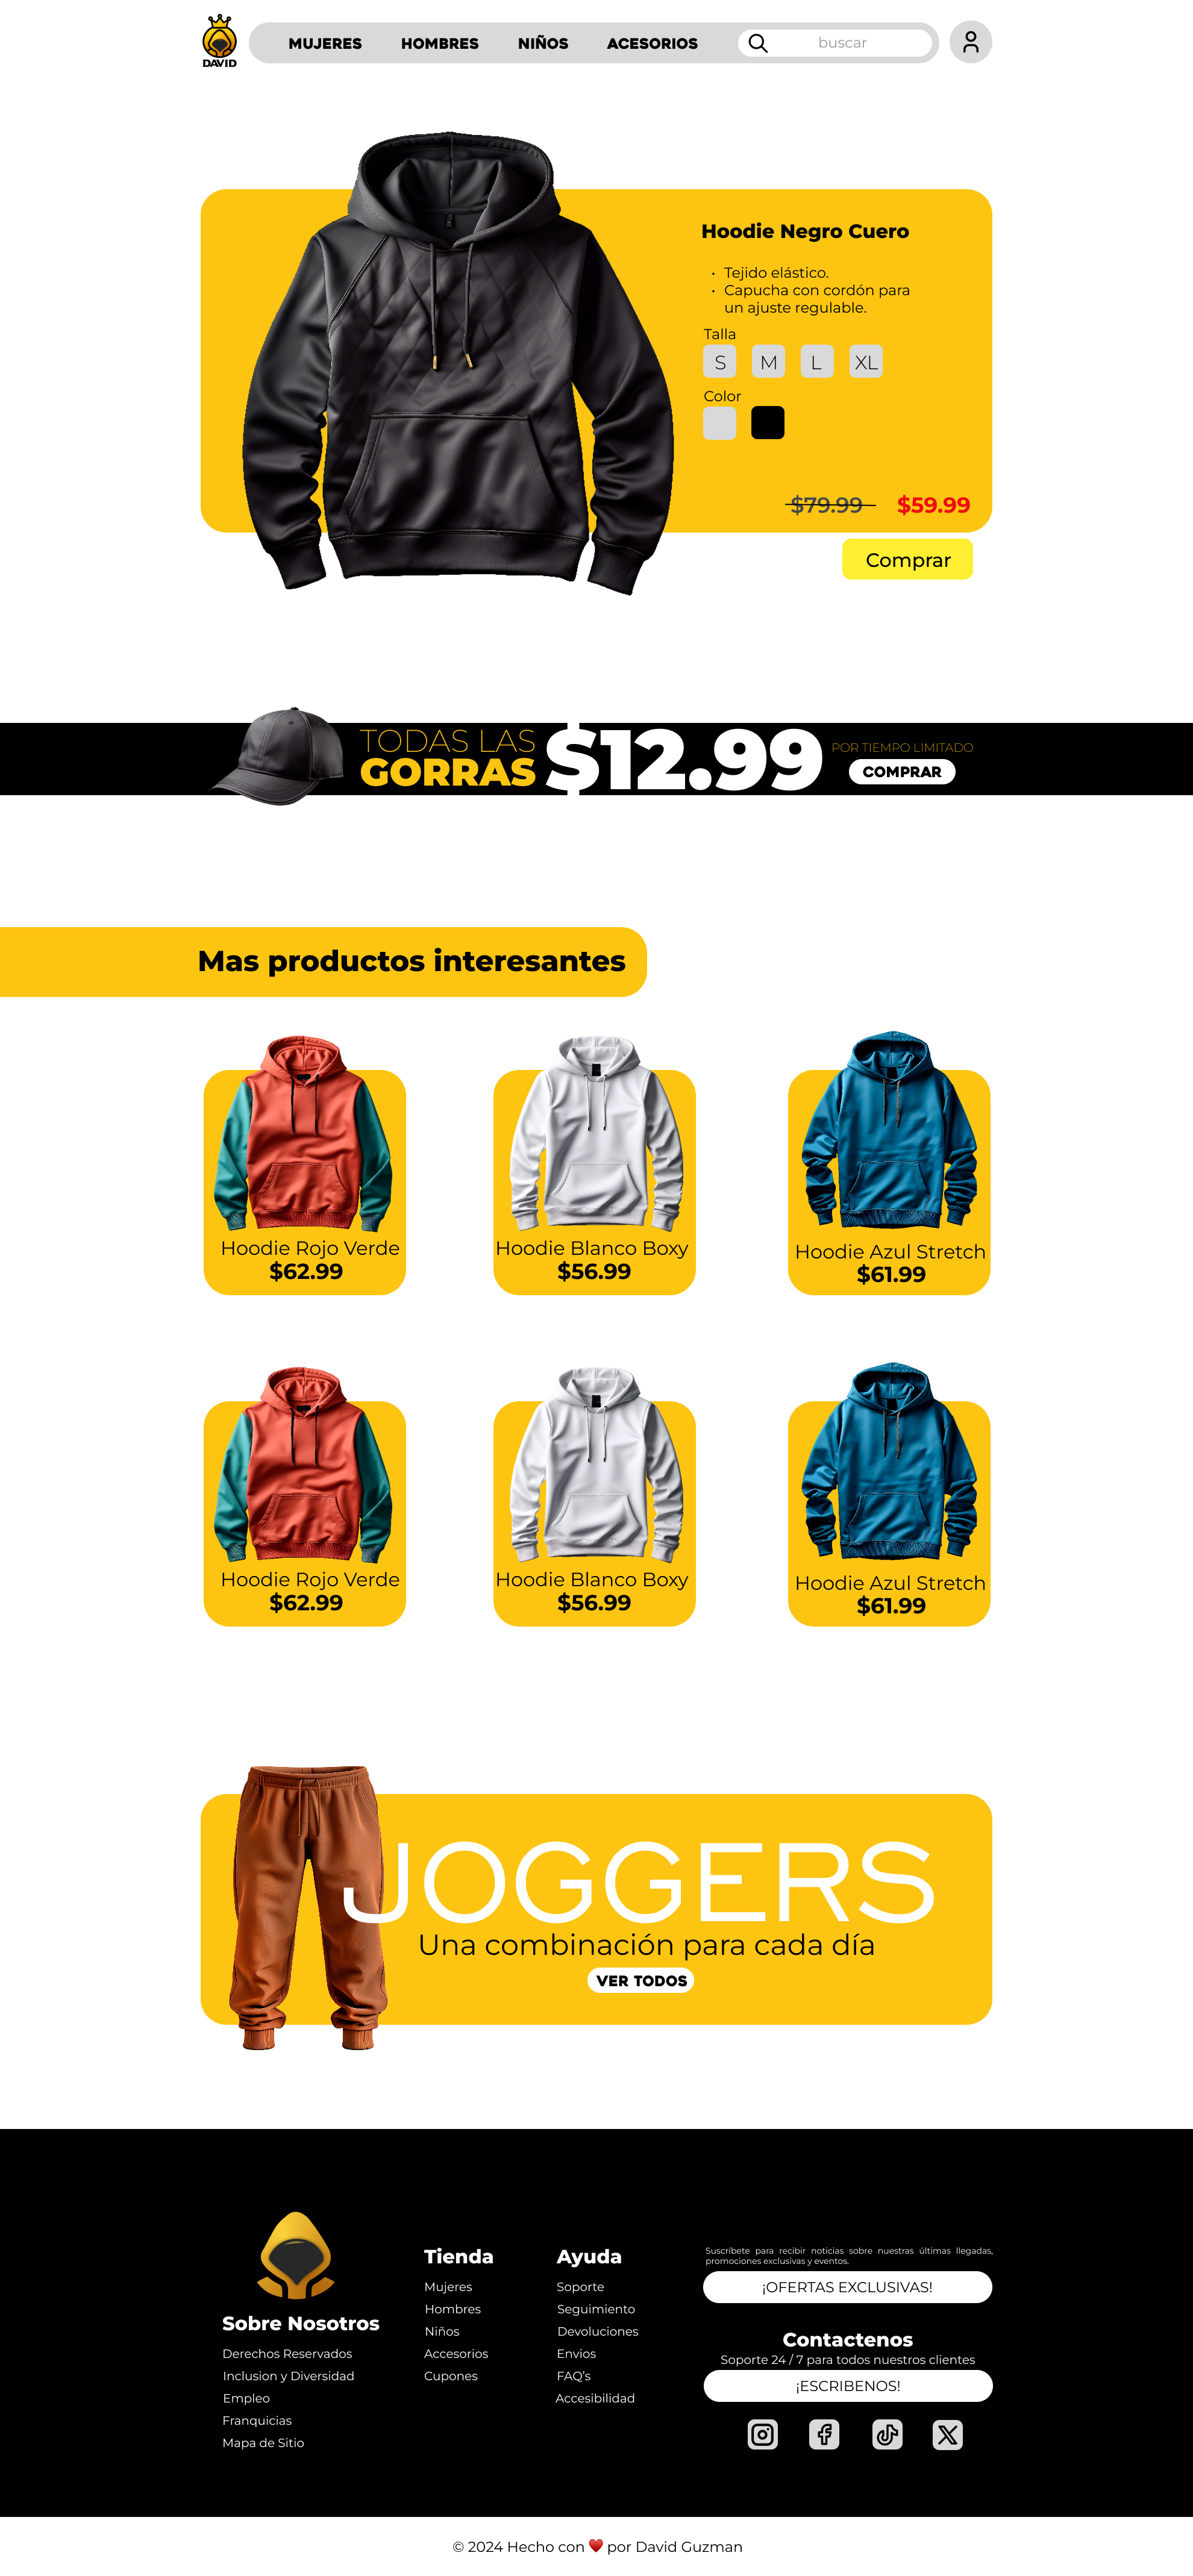 DAVID
MUJERES HOMBRES NIÑOS ACESORIOS buscar
Hoodie Negro Cuero
• Tejido elástico.
• Capucha con cordón para
un ajuste regulable.
Talla
S M L XL
Color
$79.99 $59.99
Comprar
TODAS LAS
GORRAS
$12.99
POR TIEMPO LIMITADO
COMPRAR
Mas productos interesantes
Hoodie Rojo Verde
$62.99
Hoodie Blanco Boxy
$56.99
Hoodie Azul Stretch
$61.99
Hoodie Rojo Verde
$62.99
Hoodie Blanco Boxy
$56.99
Hoodie Azul Stretch
$61.99
JOGGERS
Una combinación para cada día
VER TODOS
Sobre Nosotros
Derechos Reservados
Inclusion y Diversidad
Empleo
Franquicias
Mapa de Sitio
Tienda
Mujeres
Hombres
Niños
Accesorios
Cupones
Ayuda
Soporte
Seguimiento
Devoluciones
Envios
FAQ's
Accesibilidad
Suscríbete para recibir noticias sobre nuestras últimas llegadas,
promociones exclusivas y eventos.
¡OFERTAS EXCLUSIVAS!
Contactenos
Soporte 24 / 7 para todos nuestros clientes
¡ESCRIBENOS!
© 2024 Hecho con ❤️ por David Guzman